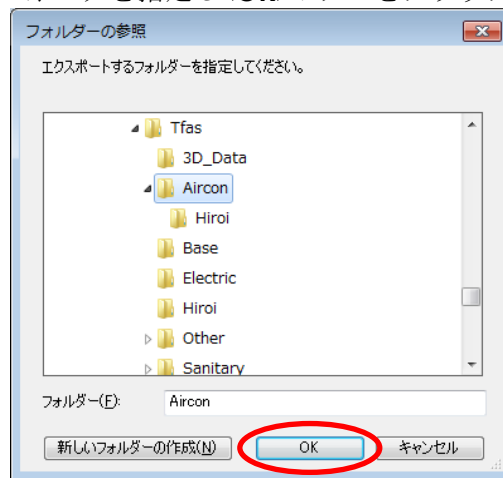 フォルダーの参照
エクスポートするフォルダーを指定してください。
Tfas
3D_Data
Aircon
Hiroi
Base
Electric
Hiroi
Other
Sanitary
フォルダー(F): Aircon
新しいフォルダーの作成(N) OK キャンセル